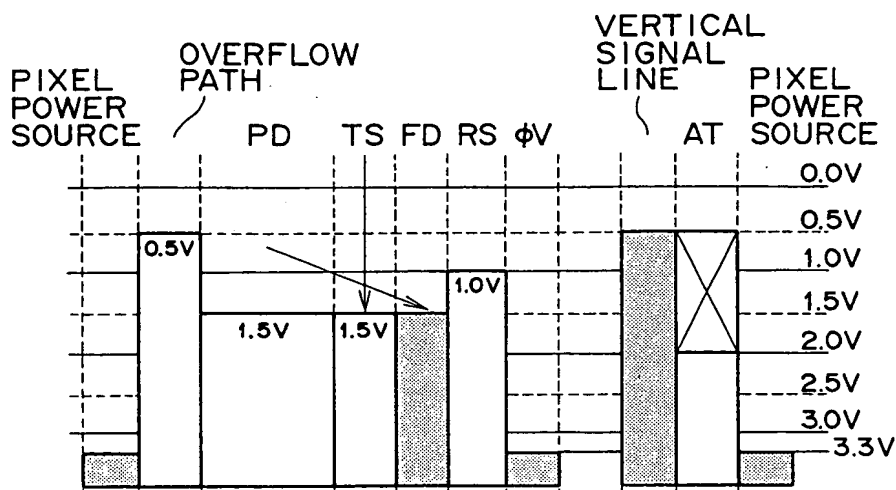 PIXEL
POWER
SOURCE
OVERFLOW
PATH
PD
TS
FD
RS
φV
VERTICAL
SIGNAL
LINE
AT
PIXEL
POWER
SOURCE
0.0V
0.5V
0.5V
1.0V
1.0V
1.5V
1.5V
1.5V
2.0V
2.5V
3.0V
3.3V